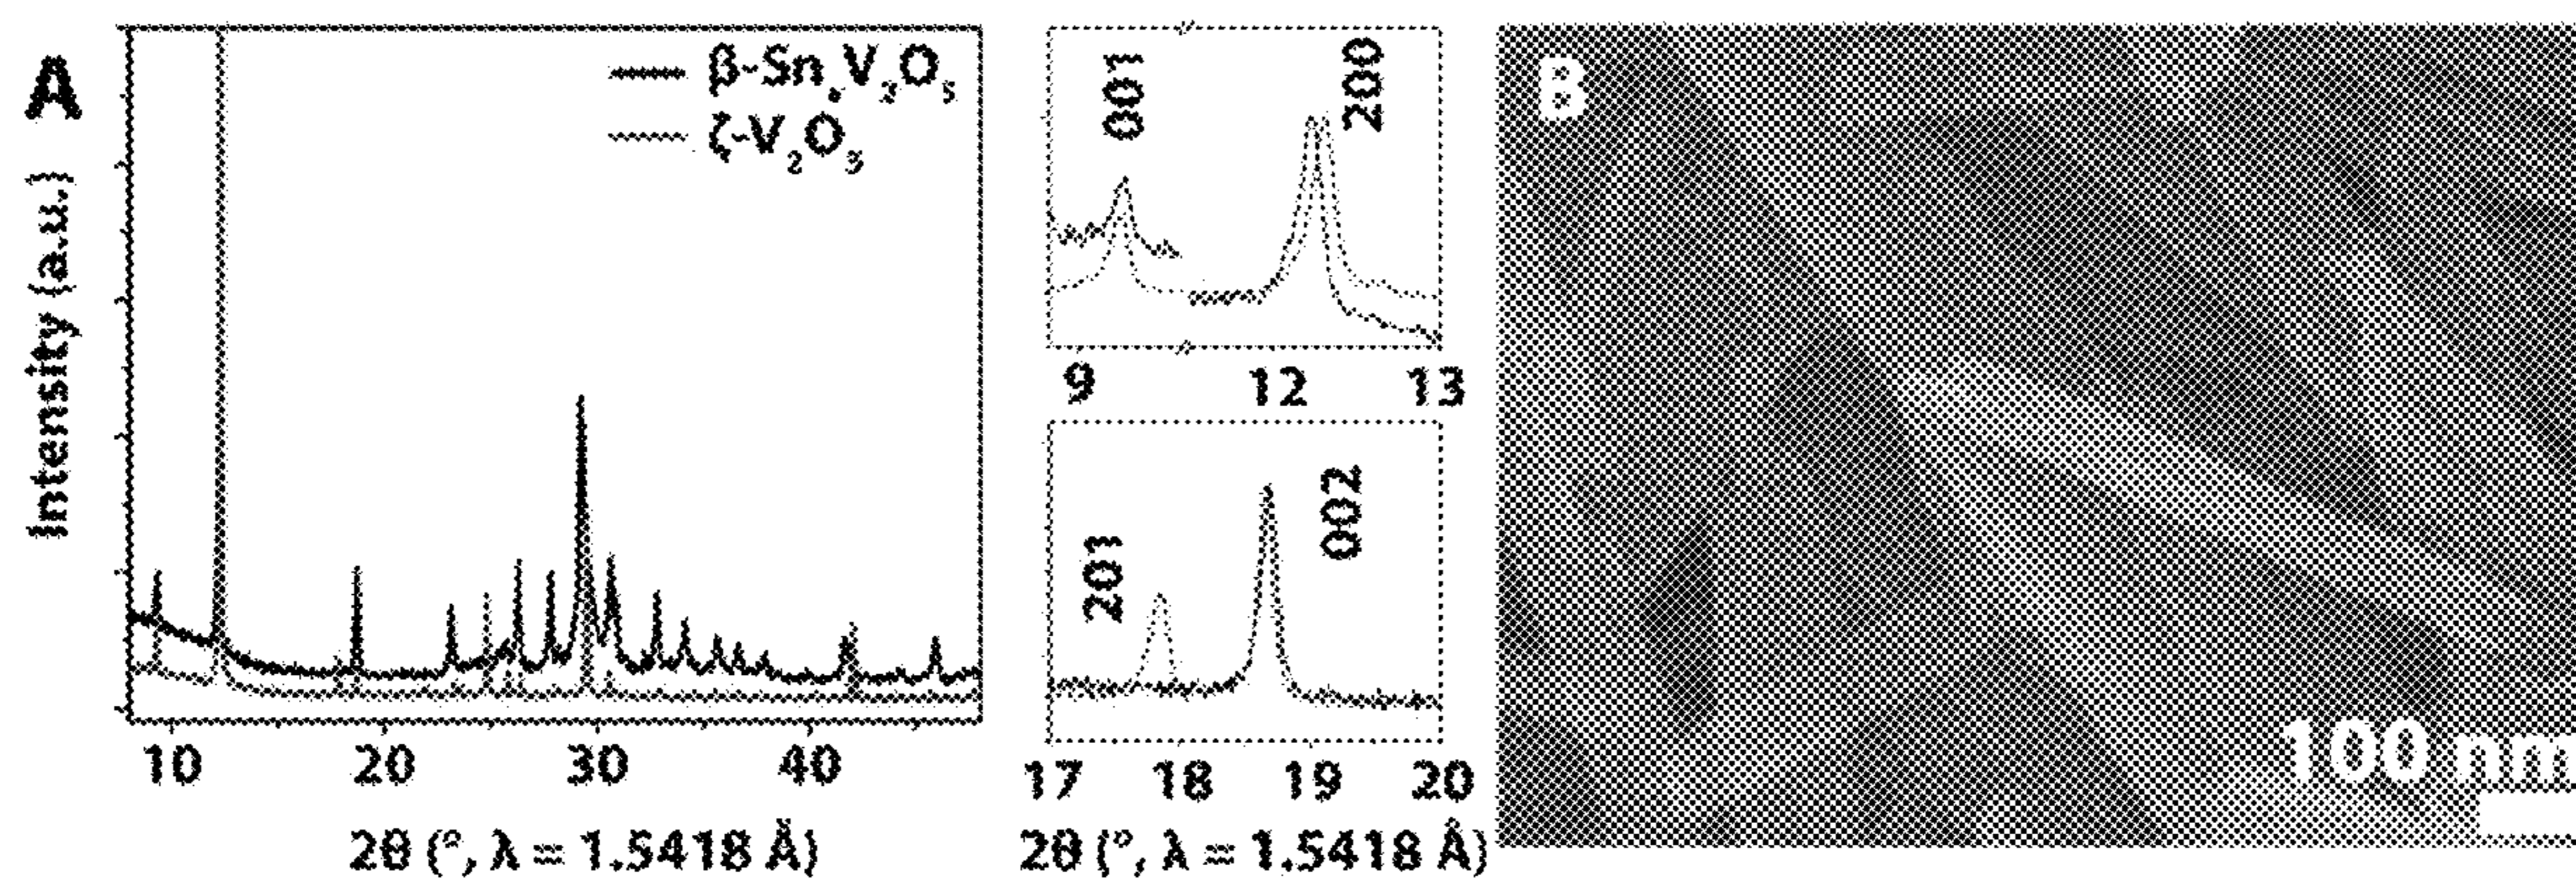 A
β-SnₓV₂O₅
ζ-V₂O₅
Intensity (a.u.)
10 20 30 40
2θ (°, λ = 1.5418 Å)
001
200
9 12 13
201
002
17 18 19 20
2θ (°, λ = 1.5418 Å)
B
100 nm